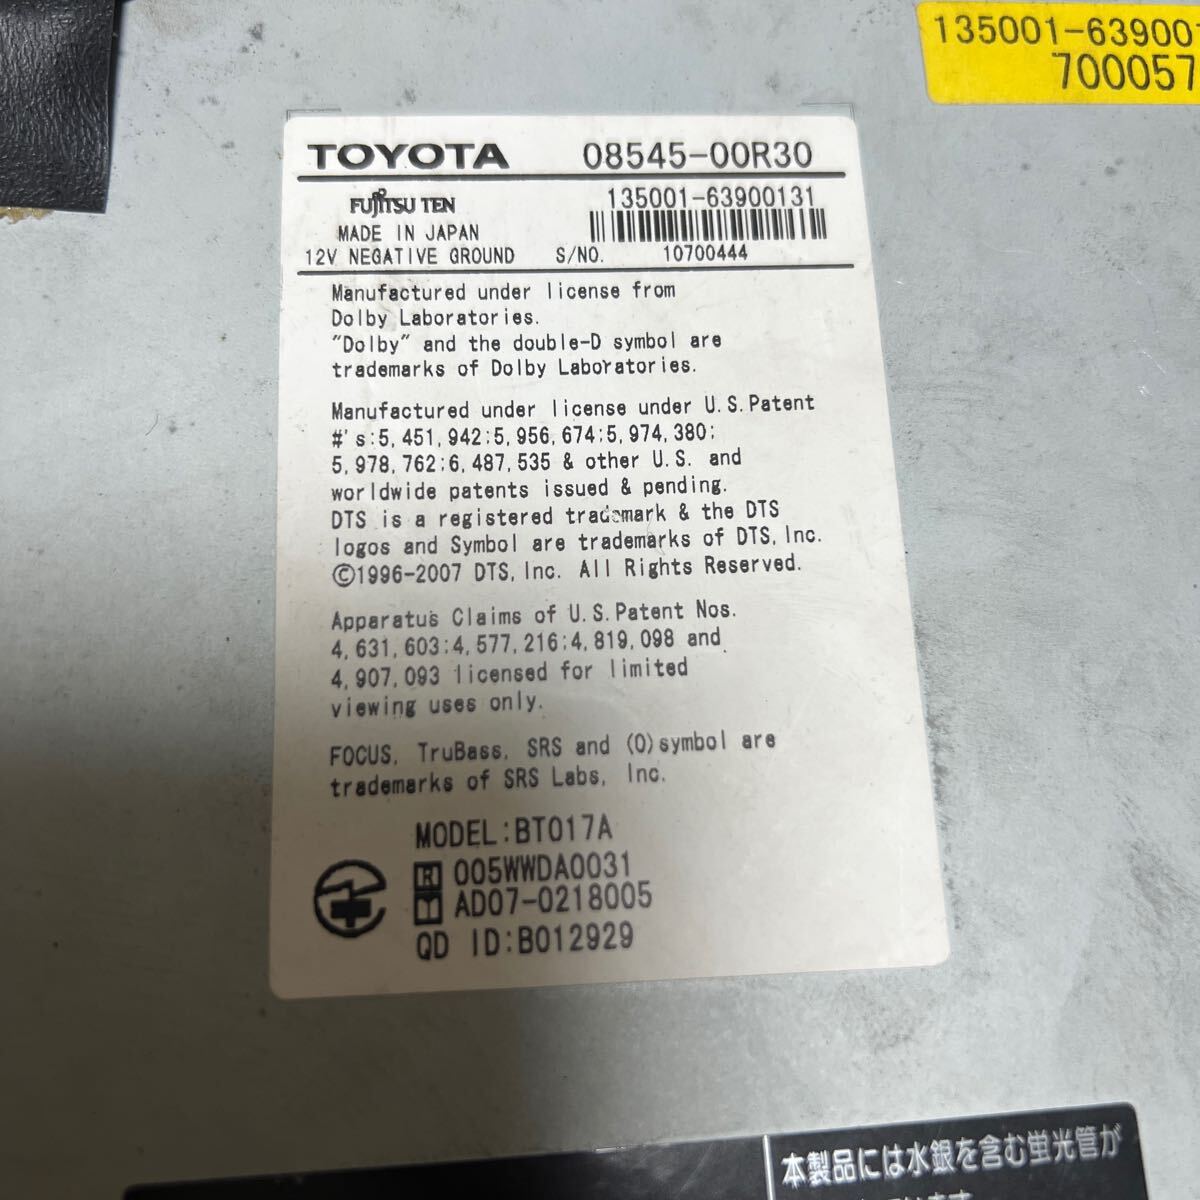 135001-63900
700057
TOYOTA 08545-00R30
FUJITSU TEN 135001-63900131
MADE IN JAPAN
12V NEGATIVE GROUND S/NO. 10700444
Manufactured under license from
Dolby Laboratories.
"Dolby" and the double-D symbol are
trademarks of Dolby Laboratories.
Manufactured under license under U.S.Patent
#'s:5,451,942;5,956,674;5,974,380;
5,978,762;6,487,535 & other U.S. and
worldwide patents issued & pending.
DTS is a registered trademark & the DTS
logos and Symbol are trademarks of DTS,Inc.
©1996-2007 DTS,Inc. All Rights Reserved.
Apparatus Claims of U.S.Patent Nos.
4,631,603;4,577,216;4,819,098 and
4,907,093 licensed for limited
viewing uses only.
FOCUS, TruBass, SRS and (O)symbol are
trademarks of SRS Labs, Inc.
MODEL:BT017A
R 005WWDA0031
T AD07-0218005
QD ID:B012929
本製品には水銀を含む蛍光管が